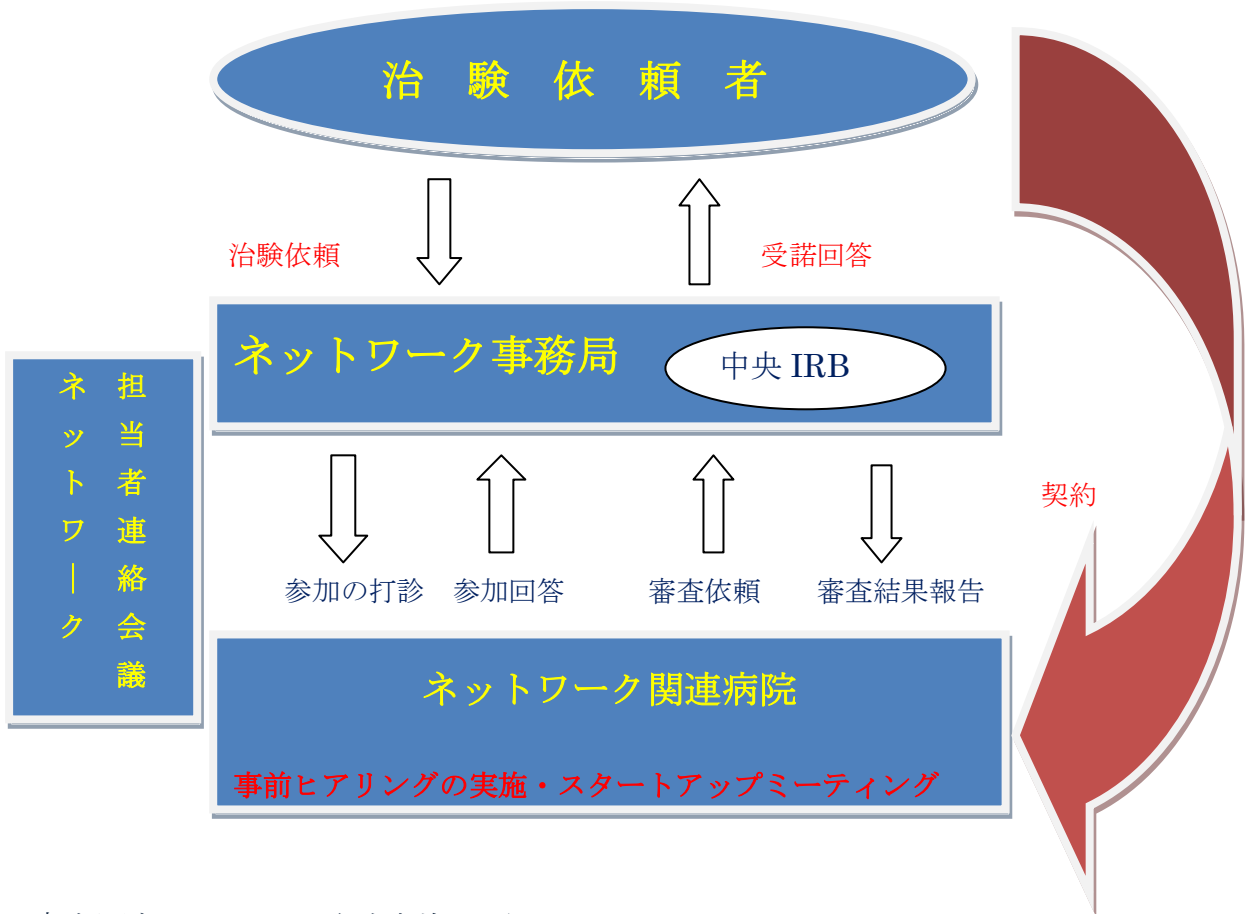 治験依頼者
治験依頼
受諾回答
ネットワーク事務局
中央 IRB
担当者連絡会議
ネットワーク
契約
参加の打診
参加回答
審査依頼
審査結果報告
ネットワーク関連病院
事前ヒアリングの実施・スタートアップミーティング